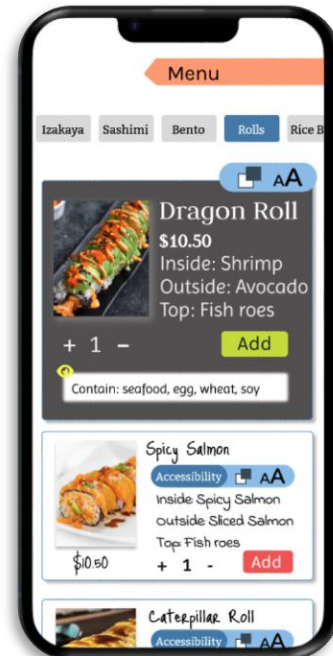 Menu
Izakaya Sashimi Bento Rolls Rice B
AA
Dragon Roll
$10.50
Inside: Shrimp
Outside: Avocado
Top: Fish roes
+ 1 - Add
Contain: seafood, egg, wheat, soy
Spicy Salmon
Accessibility AA
Inside: Spicy Salmon
Outside: Sliced Salmon
Top: Fish roes
$10.50 + 1 - Add
Caterpillar Roll
Accessibility AA